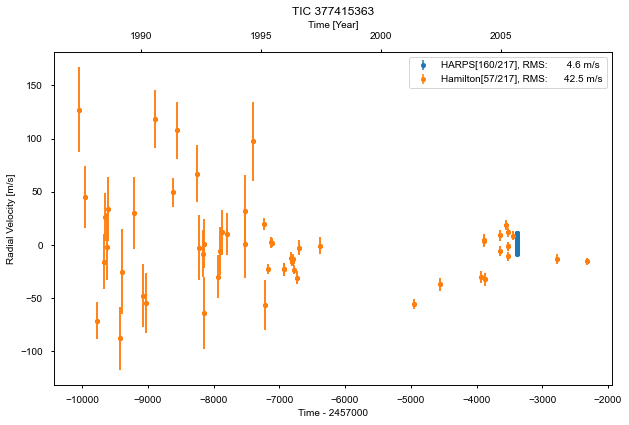 TIC 377415363
Time [Year]
1990 1995 2000 2005
HARPS[160/217], RMS: 4.6 m/s
Hamilton[57/217], RMS: 42.5 m/s
Radial Velocity [m/s]
150
100
50
0
−50
−100
−10000 −9000 −8000 −7000 −6000 −5000 −4000 −3000 −2000
Time - 2457000